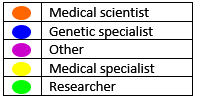 Medical scientist
Genetic specialist
Other
Medical specialist
Researcher